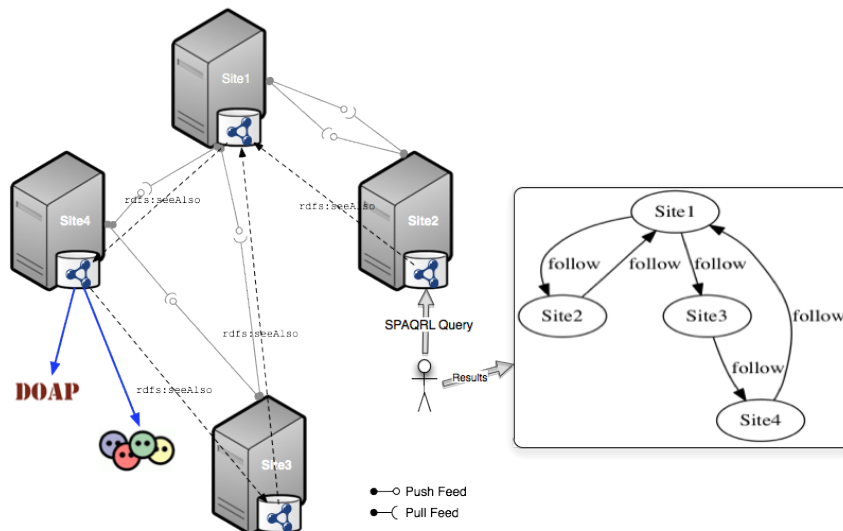 Site1
Site4
rdfs:seeAlso
rdfs:seeAlso
Site2
SPAQRL Query
rdfs:seeAlso
DOAP
rdfs:seeAlso
Results
Site3
Push Feed
Pull Feed
Site1
follow
follow
follow
Site2
Site3
follow
follow
Site4